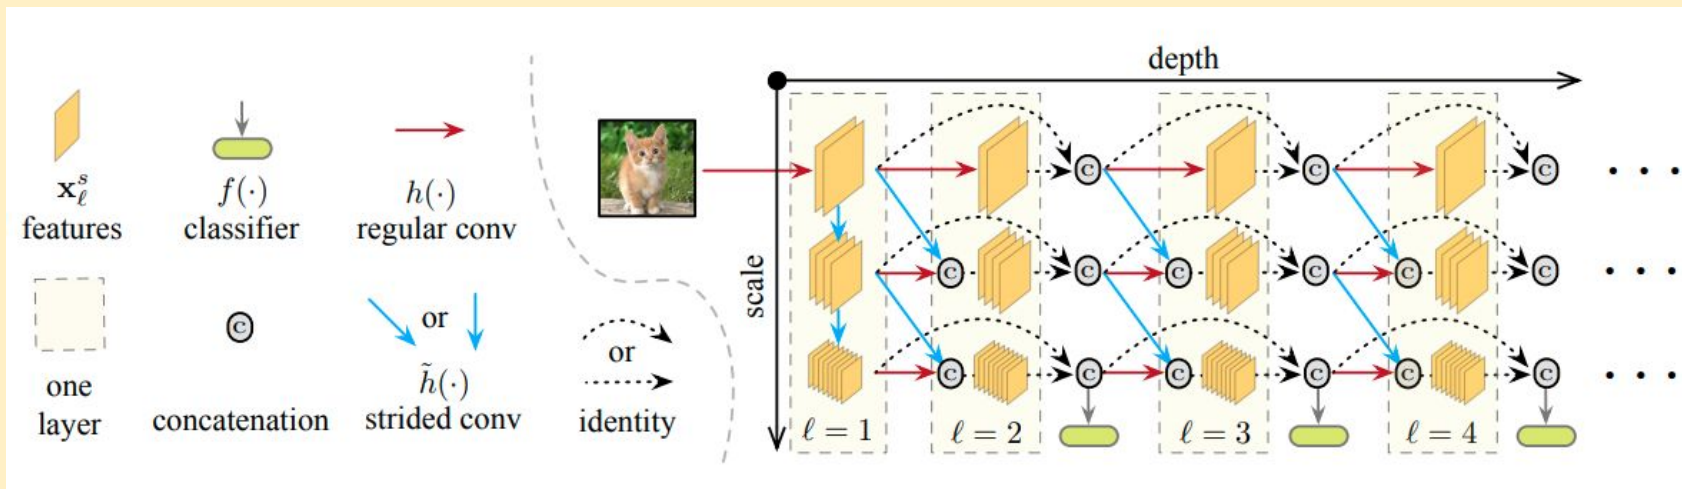 x_ℓ^s
features
f(·)
classifier
h(·)
regular conv
one
layer
C
concatenation
or
h̃(·)
strided conv
or
identity
depth
scale
C C C
C C C C C C
C C C C C C
ℓ = 1 ℓ = 2 ℓ = 3 ℓ = 4